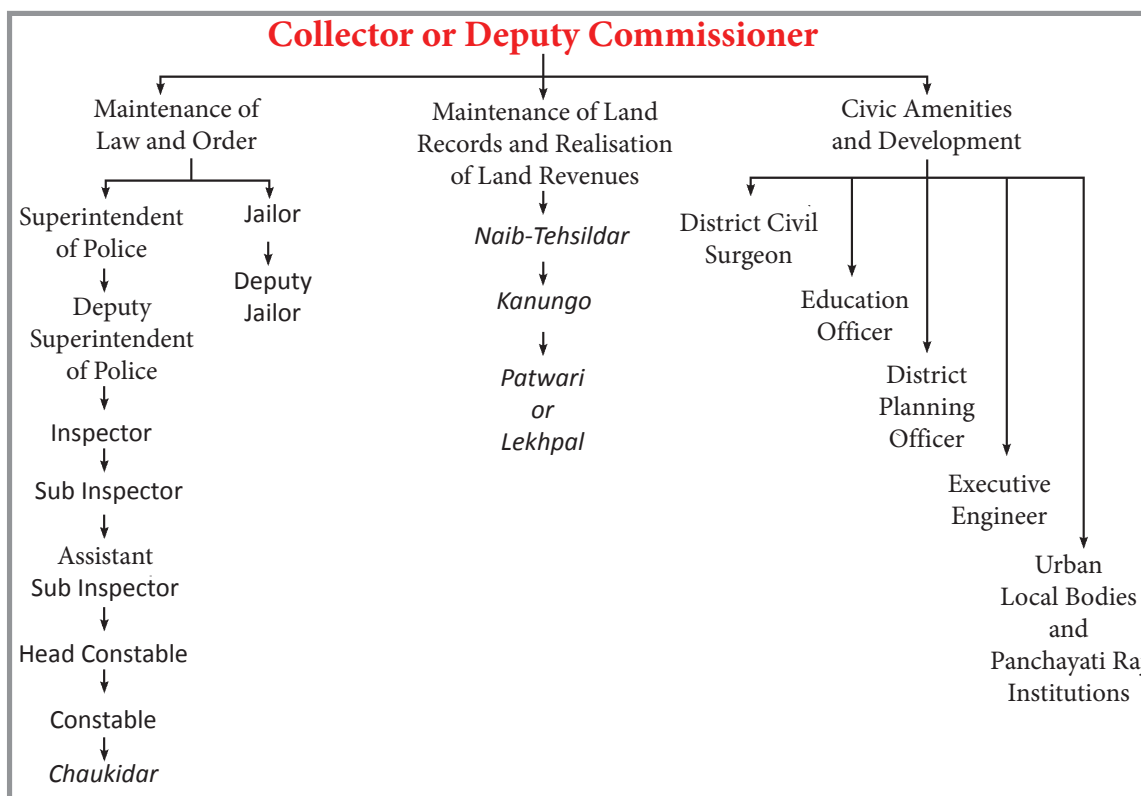 Collector or Deputy Commissioner
Maintenance of
Law and Order
Superintendent
of Police
Deputy
Superintendent
of Police
Inspector
Sub Inspector
Assistant
Sub Inspector
Head Constable
Constable
Chaukidar
Jailor
Deputy
Jailor
Maintenance of Land
Records and Realisation
of Land Revenues
Naib-Tehsildar
Kanungo
Patwari
or
Lekhpal
Civic Amenities
and Development
District Civil
Surgeon
Education
Officer
District
Planning
Officer
Executive
Engineer
Urban
Local Bodies
and
Panchayati Raj
Institutions